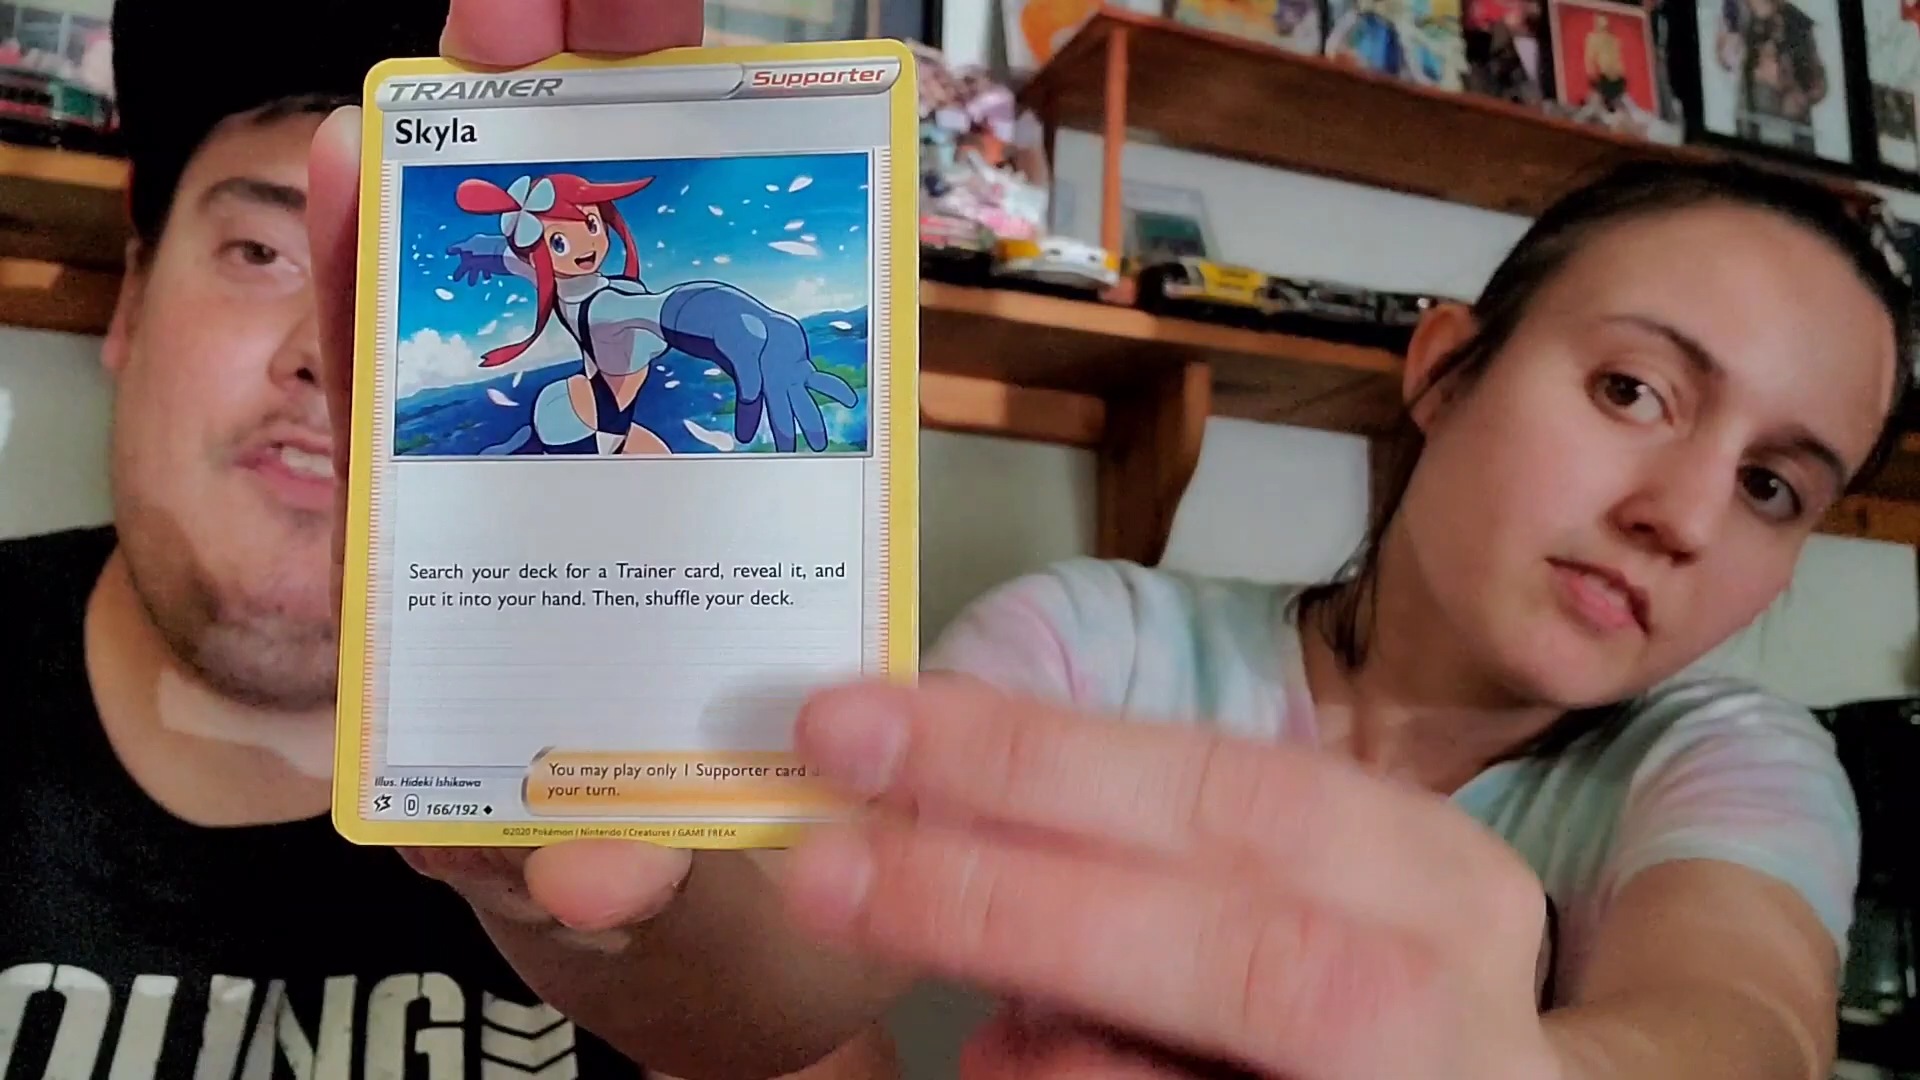 TRAINER
Supporter
Skyla
Search your deck for a Trainer card, reveal it, and
put it into your hand. Then, shuffle your deck.
You may play only 1 Supporter card
your turn.
Illus. Hideki Ishikawa
D 166/192
©2020 Pokémon / Nintendo / Creatures / GAME FREAK
OUNG